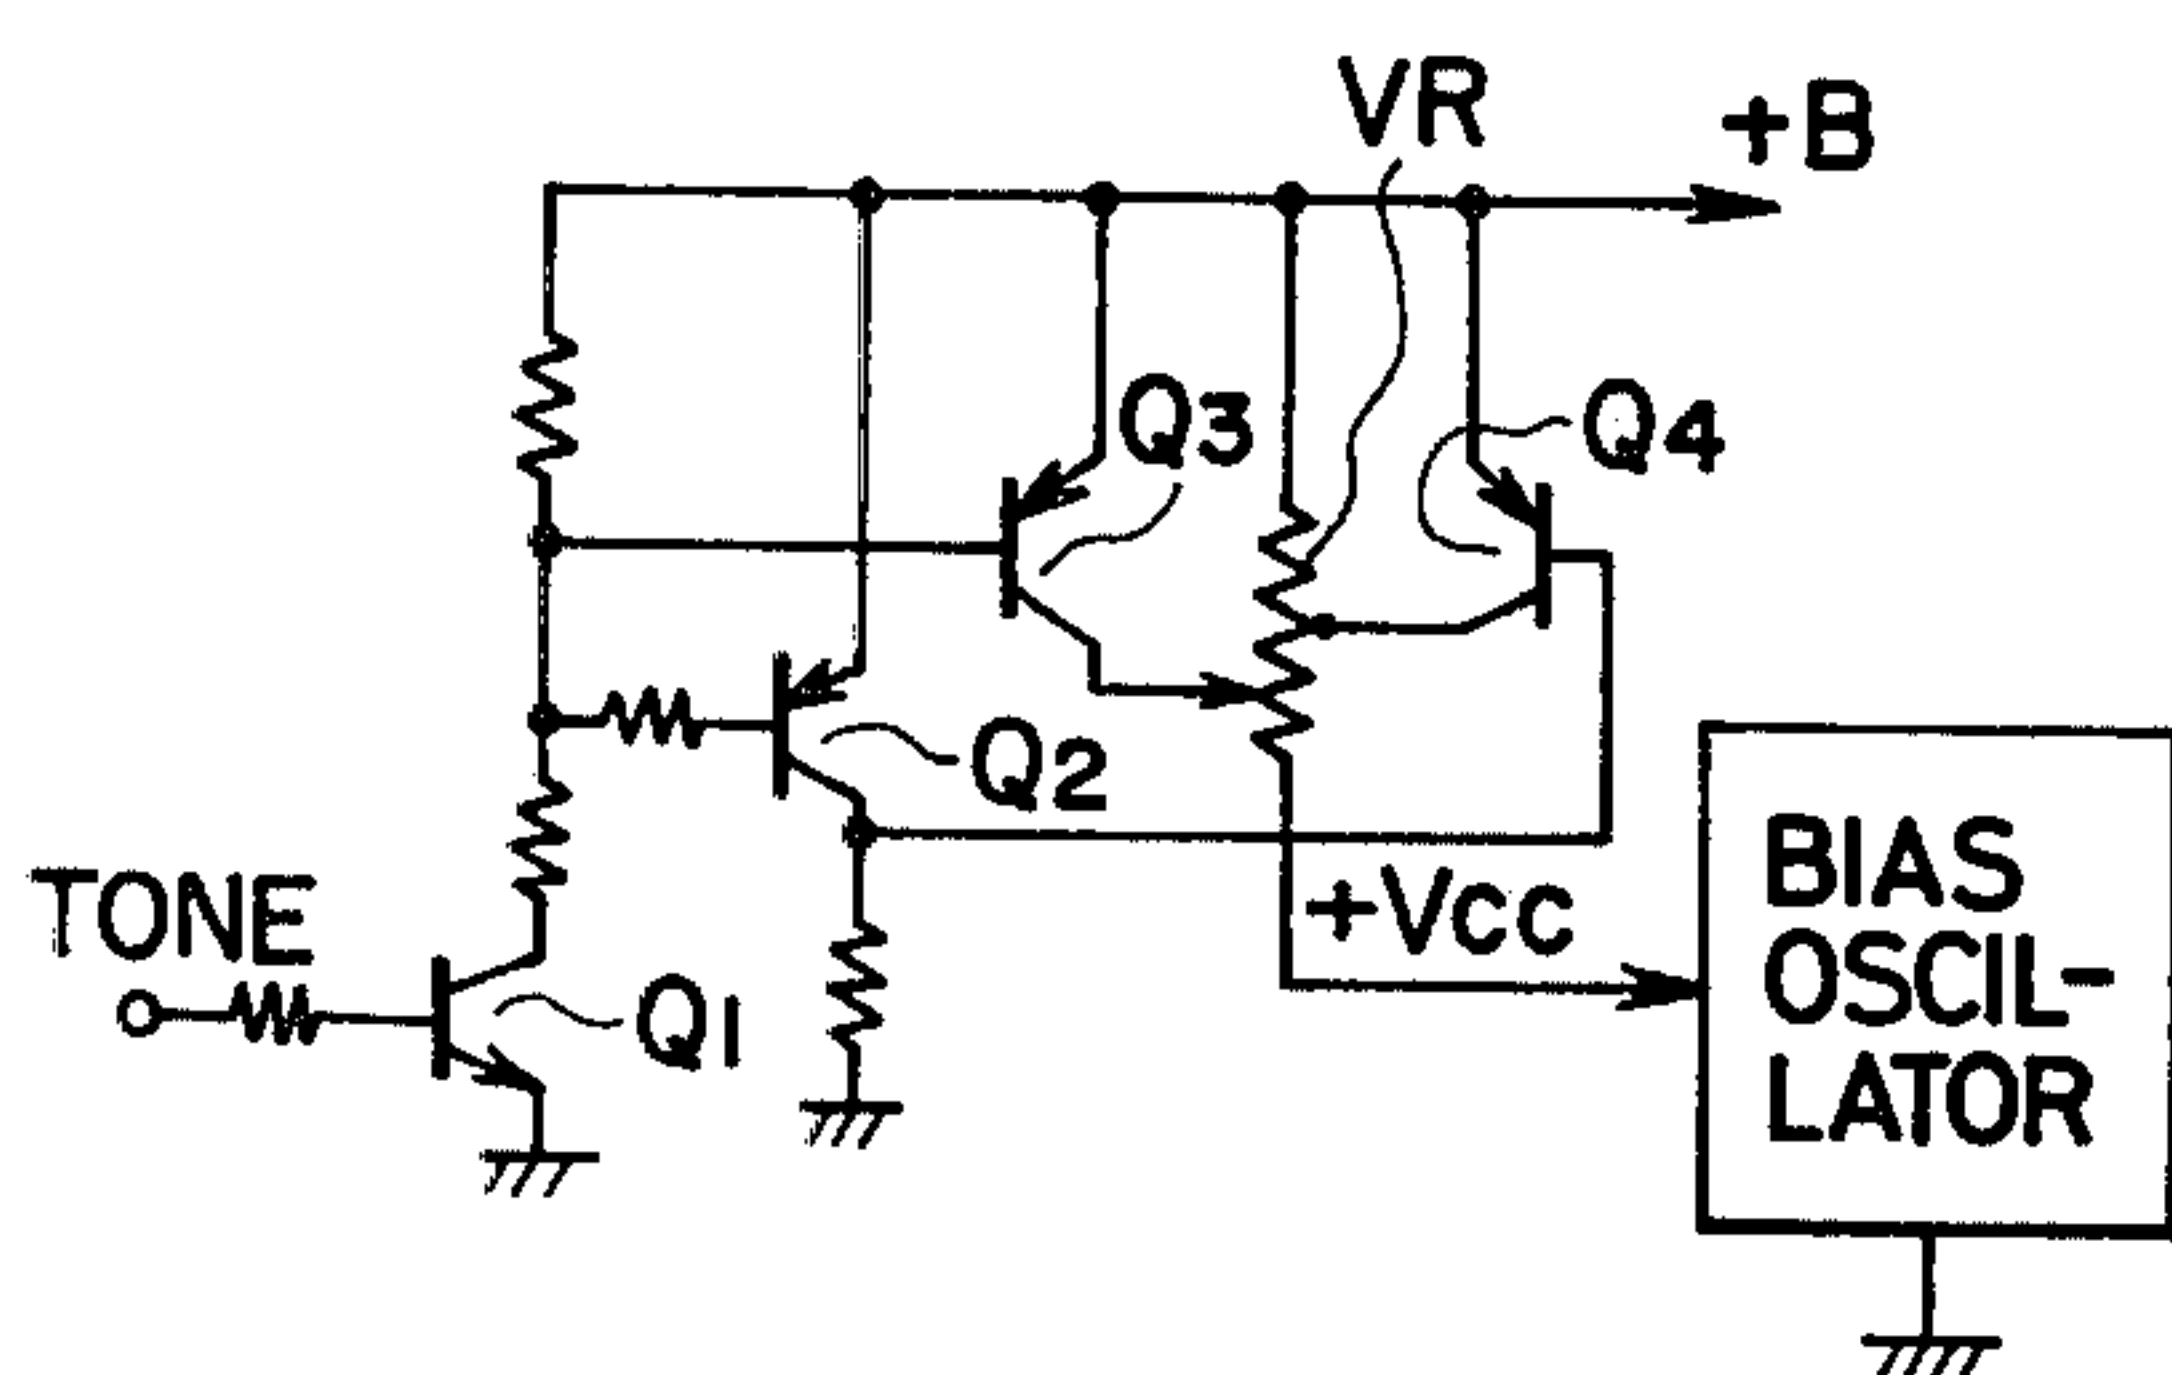 VR
+B
Q3
Q4
Q2
TONE
Q1
+VCC
BIAS
OSCIL-
LATOR